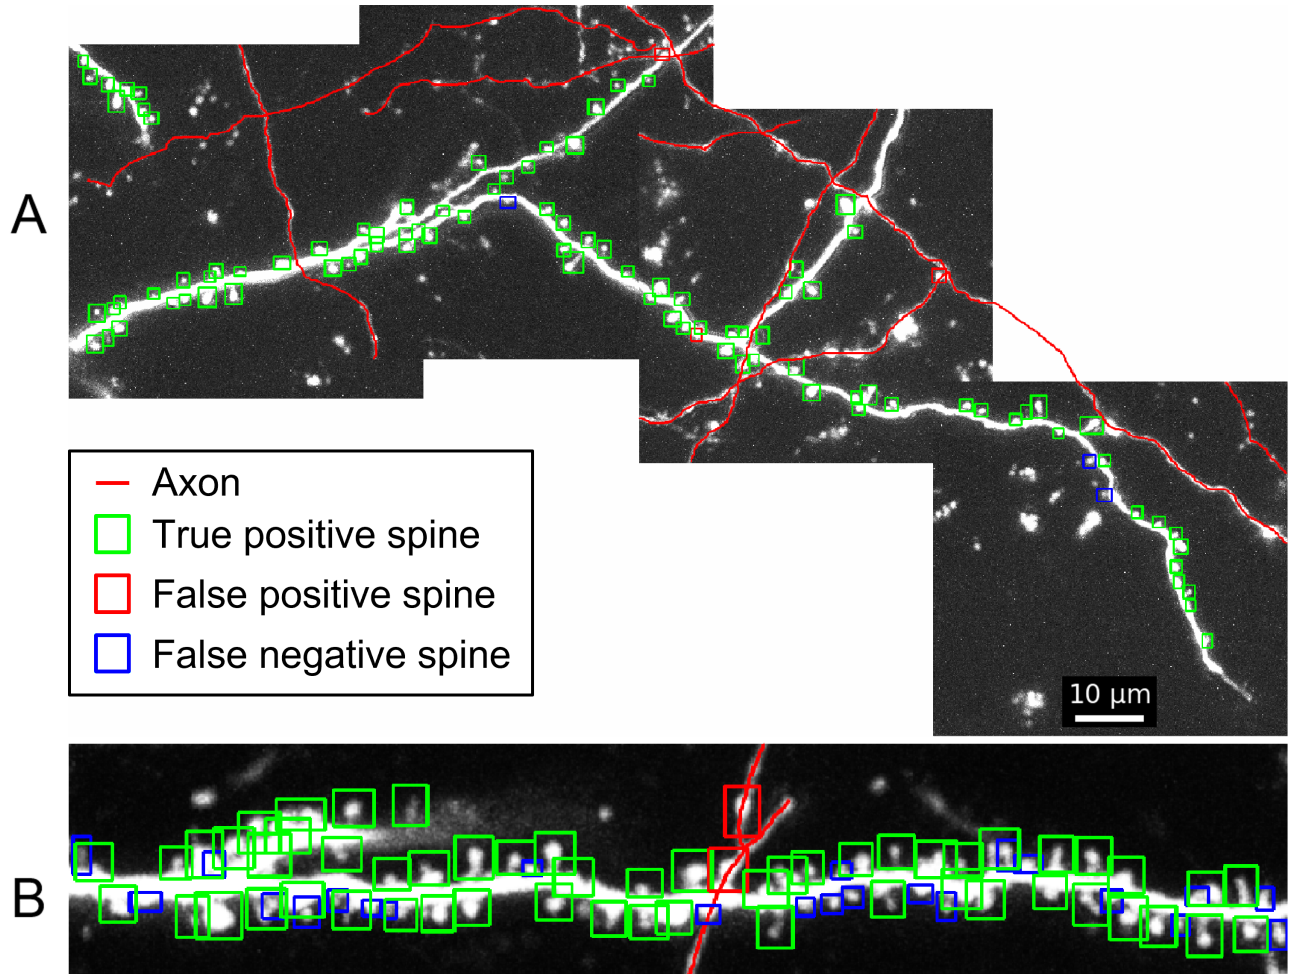 A
Axon
True positive spine
False positive spine
False negative spine
10 µm
B